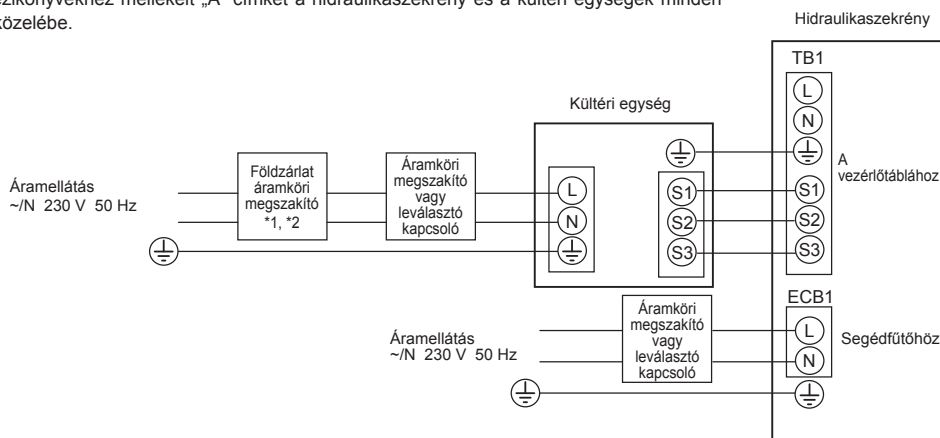 mellékelt „A” címkét a hidraulikaszekrény és a kültéri egységek minden
közelébe.
Hidraulikaszekrény
TB1
L
N
A
vezérlőtáblához
S1
S2
S3
Kültéri egység
L
N
S1
S2
S3
Áramellátás
~/N 230 V 50 Hz
Földzárlat
áramköri
megszakító
*1, *2
Áramköri
megszakító
vagy
leválasztó
kapcsoló
ECB1
L
N
Segédfűtőhöz
Áramellátás
~/N 230 V 50 Hz
Áramköri
megszakító
vagy
leválasztó
kapcsoló